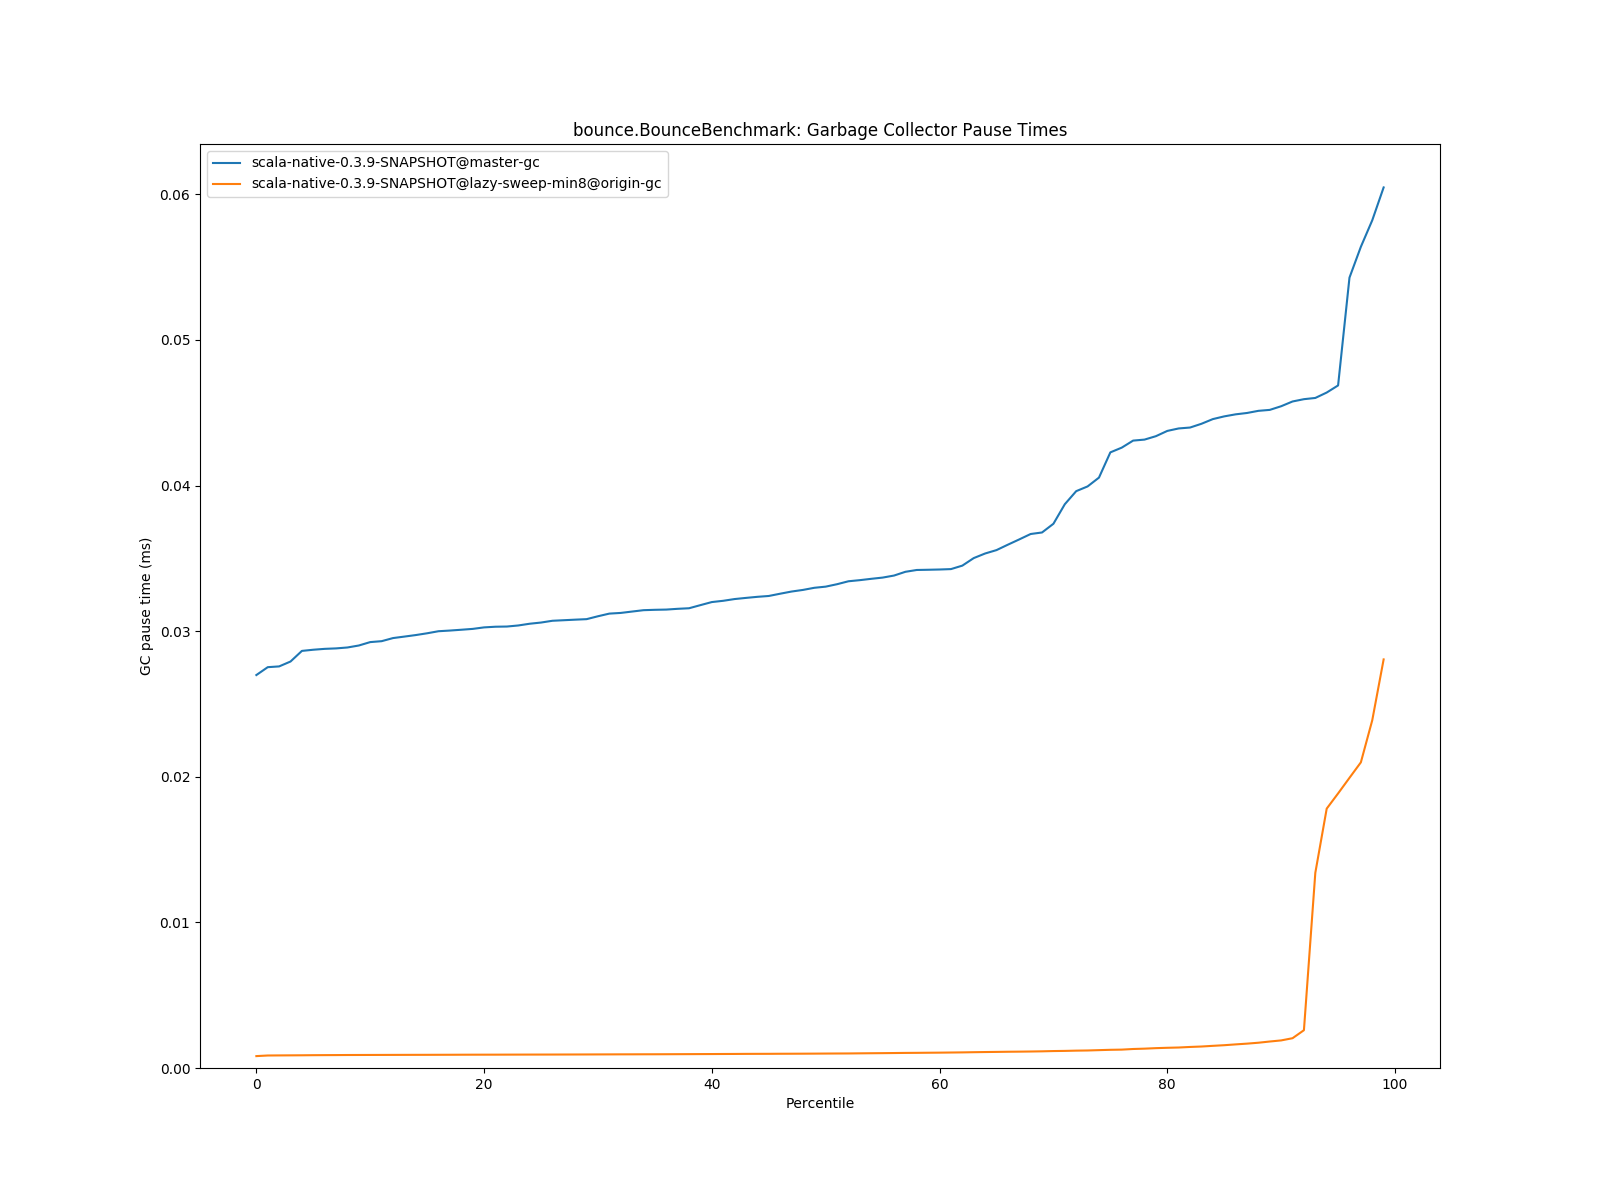 bounce.BounceBenchmark: Garbage Collector Pause Times
scala-native-0.3.9-SNAPSHOT@master-gc
scala-native-0.3.9-SNAPSHOT@lazy-sweep-min8@origin-gc
0.06
0.05
0.04
0.03
0.02
0.01
0.00
GC pause time (ms)
0 20 40 60 80 100
Percentile